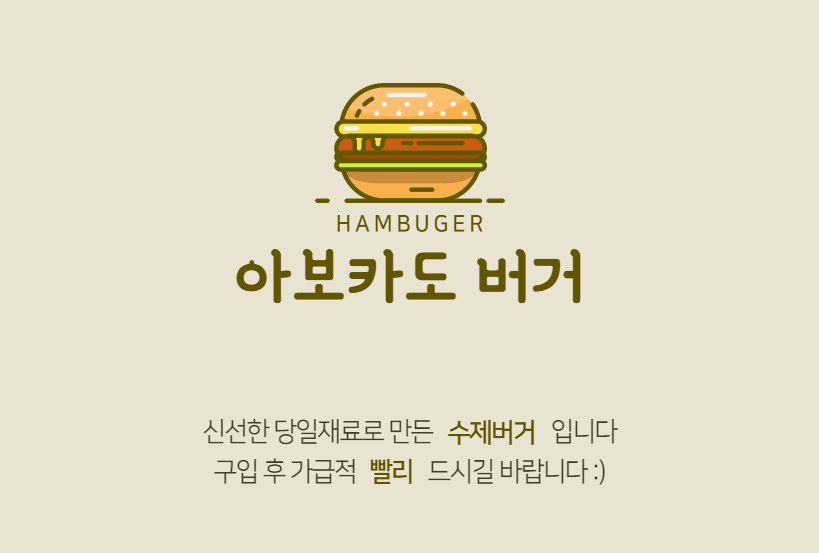 HAMBUGER
아보카도 버거
신선한 당일재료로 만든 수제버거 입니다
구입 후 가급적 빨리 드시길 바랍니다 :)